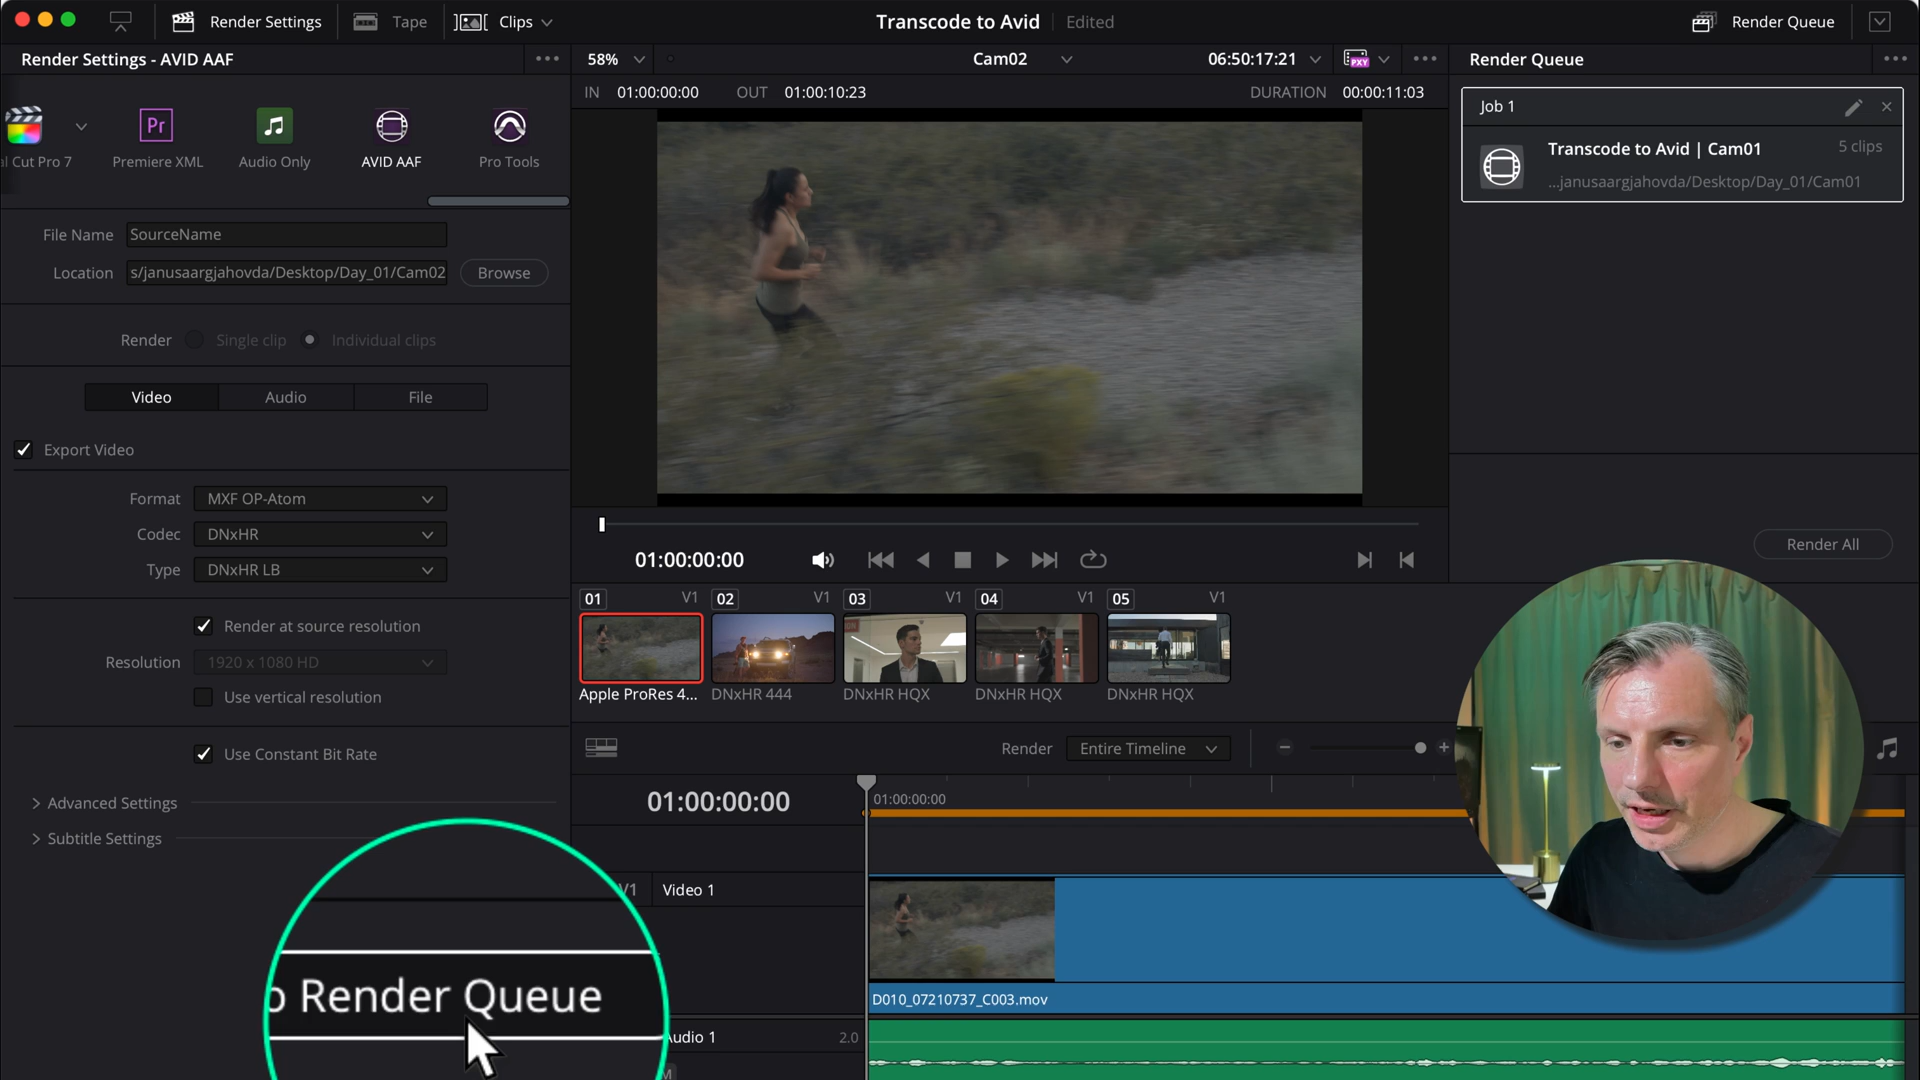 Render Settings
Tape
Clips
Transcode to Avid
Edited
Render Queue
Render Settings - AVID AAF
58%
Cam02
06:50:17:21
PXY
Render Queue
IN 01:00:00:00 OUT 01:00:10:23
DURATION 00:00:11:03
al Cut Pro 7
Pr
Premiere XML
Audio Only
AVID AAF
Pro Tools
Job 1
Transcode to Avid | Cam01
5 clips
...janusaargjahovda/Desktop/Day_01/Cam01
File Name SourceName
Location s/janusaargjahovda/Desktop/Day_01/Cam02 Browse
Render Single clip Individual clips
Video Audio File
Export Video
Format MXF OP-Atom
Codec DNxHR
Type DNxHR LB
Render at source resolution
Resolution 1920 x 1080 HD
Use vertical resolution
Use Constant Bit Rate
Advanced Settings
Subtitle Settings
Render All
01:00:00:00
01 V1 02 V1 03 V1 04 V1 05 V1
Apple ProRes 4... DNxHR 444 DNxHR HQX DNxHR HQX DNxHR HQX
Render Entire Timeline
01:00:00:00
01:00:00:00
V1 Video 1
o Render Queue
D010_07210737_C003.mov
Audio 1 2.0
M